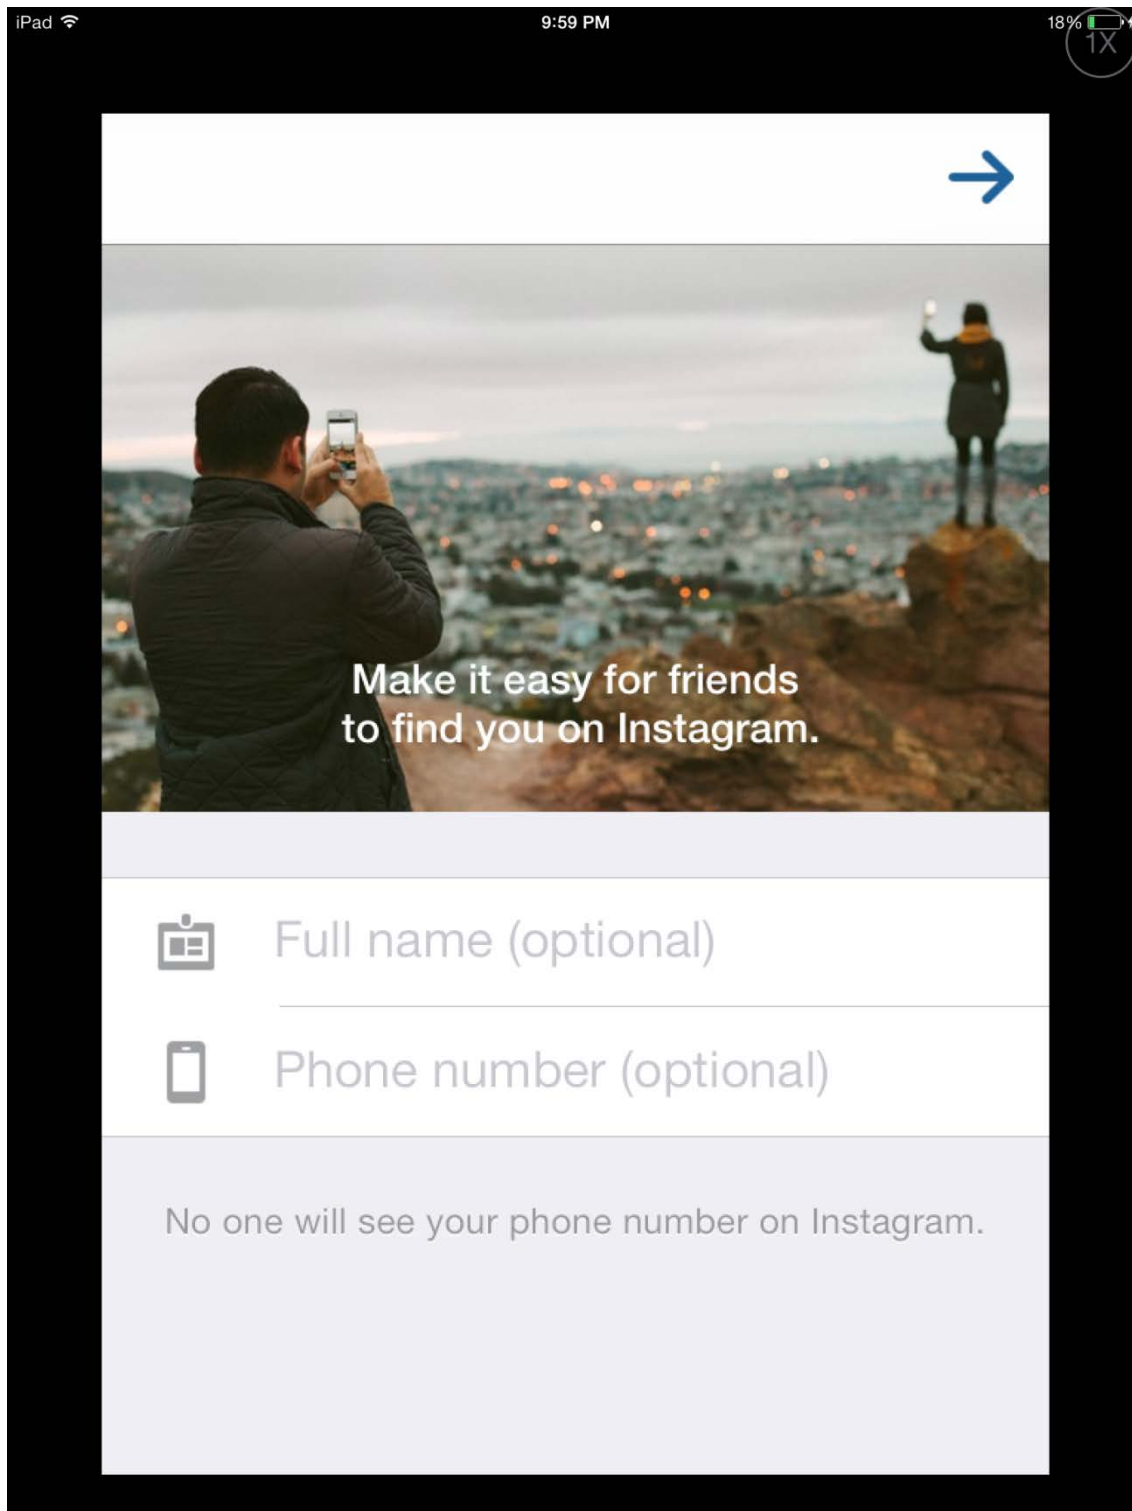 iPad
9:59 PM
18%
1X
Make it easy for friends
to find you on Instagram.
Full name (optional)
Phone number (optional)
No one will see your phone number on Instagram.